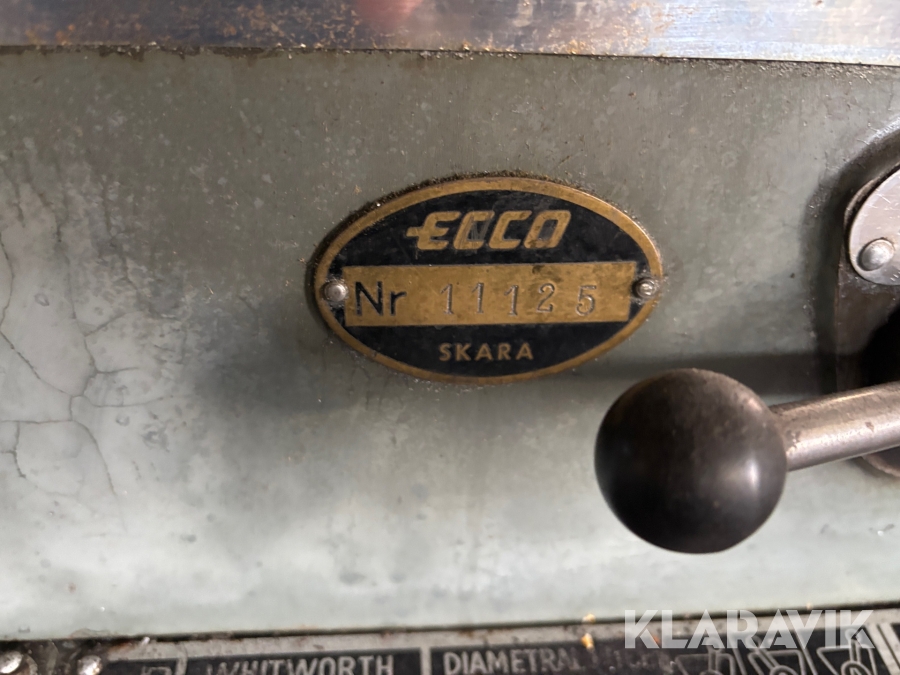 ECCO
Nr 11125
SKARA
WHITWORTH
KLARAVIK